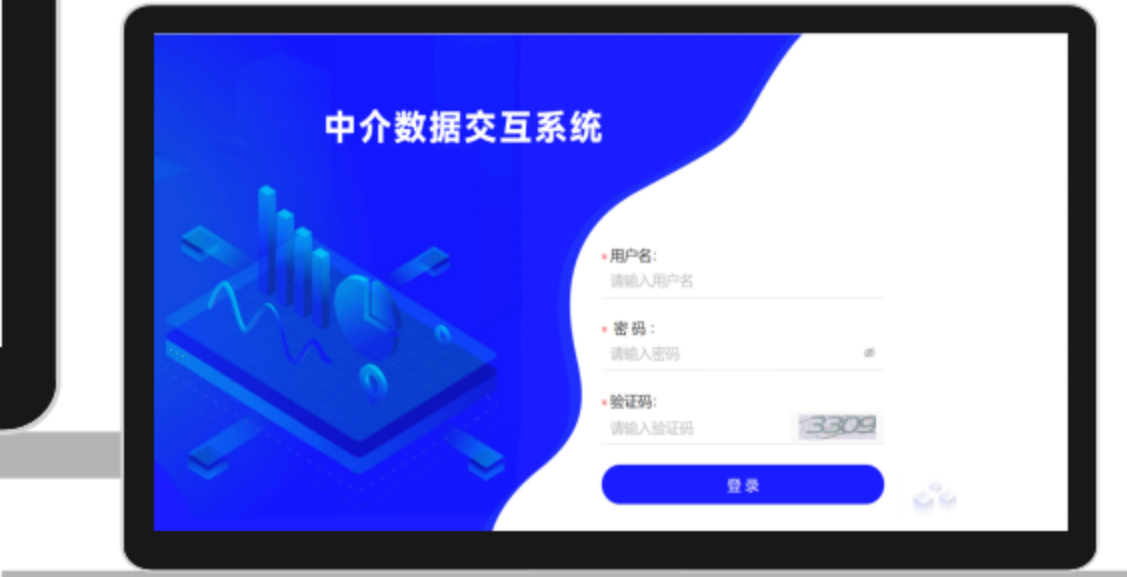 中介数据交互系统
*用户名:
请输入用户名
* 密 码 :
请输入密码
*验证码:
请输入验证码
3309
登 录